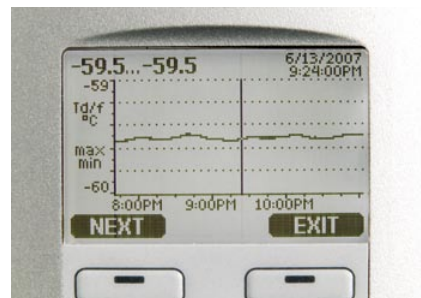 -59.5...-59.5 6/13/2007
9:24:00PM
-59
Td/f
°C
max
min
-60
8:00PM 9:00PM 10:00PM
NEXT EXIT